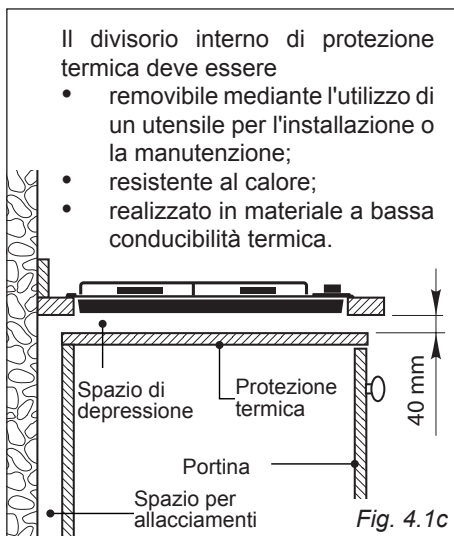 Il divisorio interno di protezione
termica deve essere
• removibile mediante l'utilizzo di
un utensile per l'installazione o
la manutenzione;
• resistente al calore;
• realizzato in materiale a bassa
conducibilità termica.
Spazio di
depressione
Protezione
termica
40 mm
Portina
Spazio per
allacciamenti
Fig. 4.1c